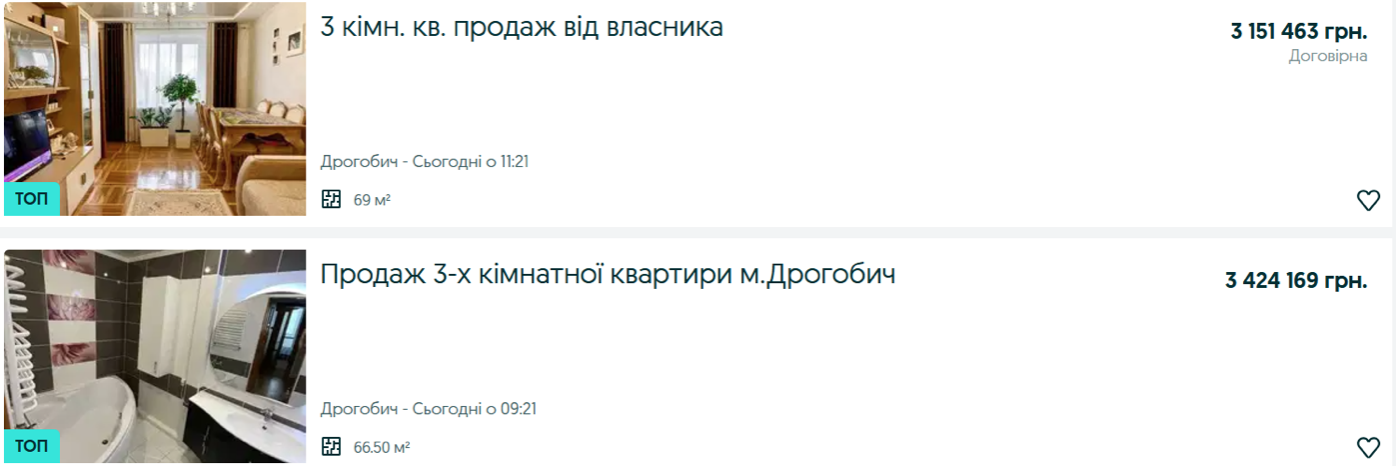 3 кімн. кв. продаж від власника
3 151 463 грн.
Договірна
Дрогобич - Сьогодні о 11:21
69 м²
ТОП
Продаж 3-х кімнатної квартири м.Дрогобич
3 424 169 грн.
Дрогобич - Сьогодні о 09:21
66.50 м²
ТОП